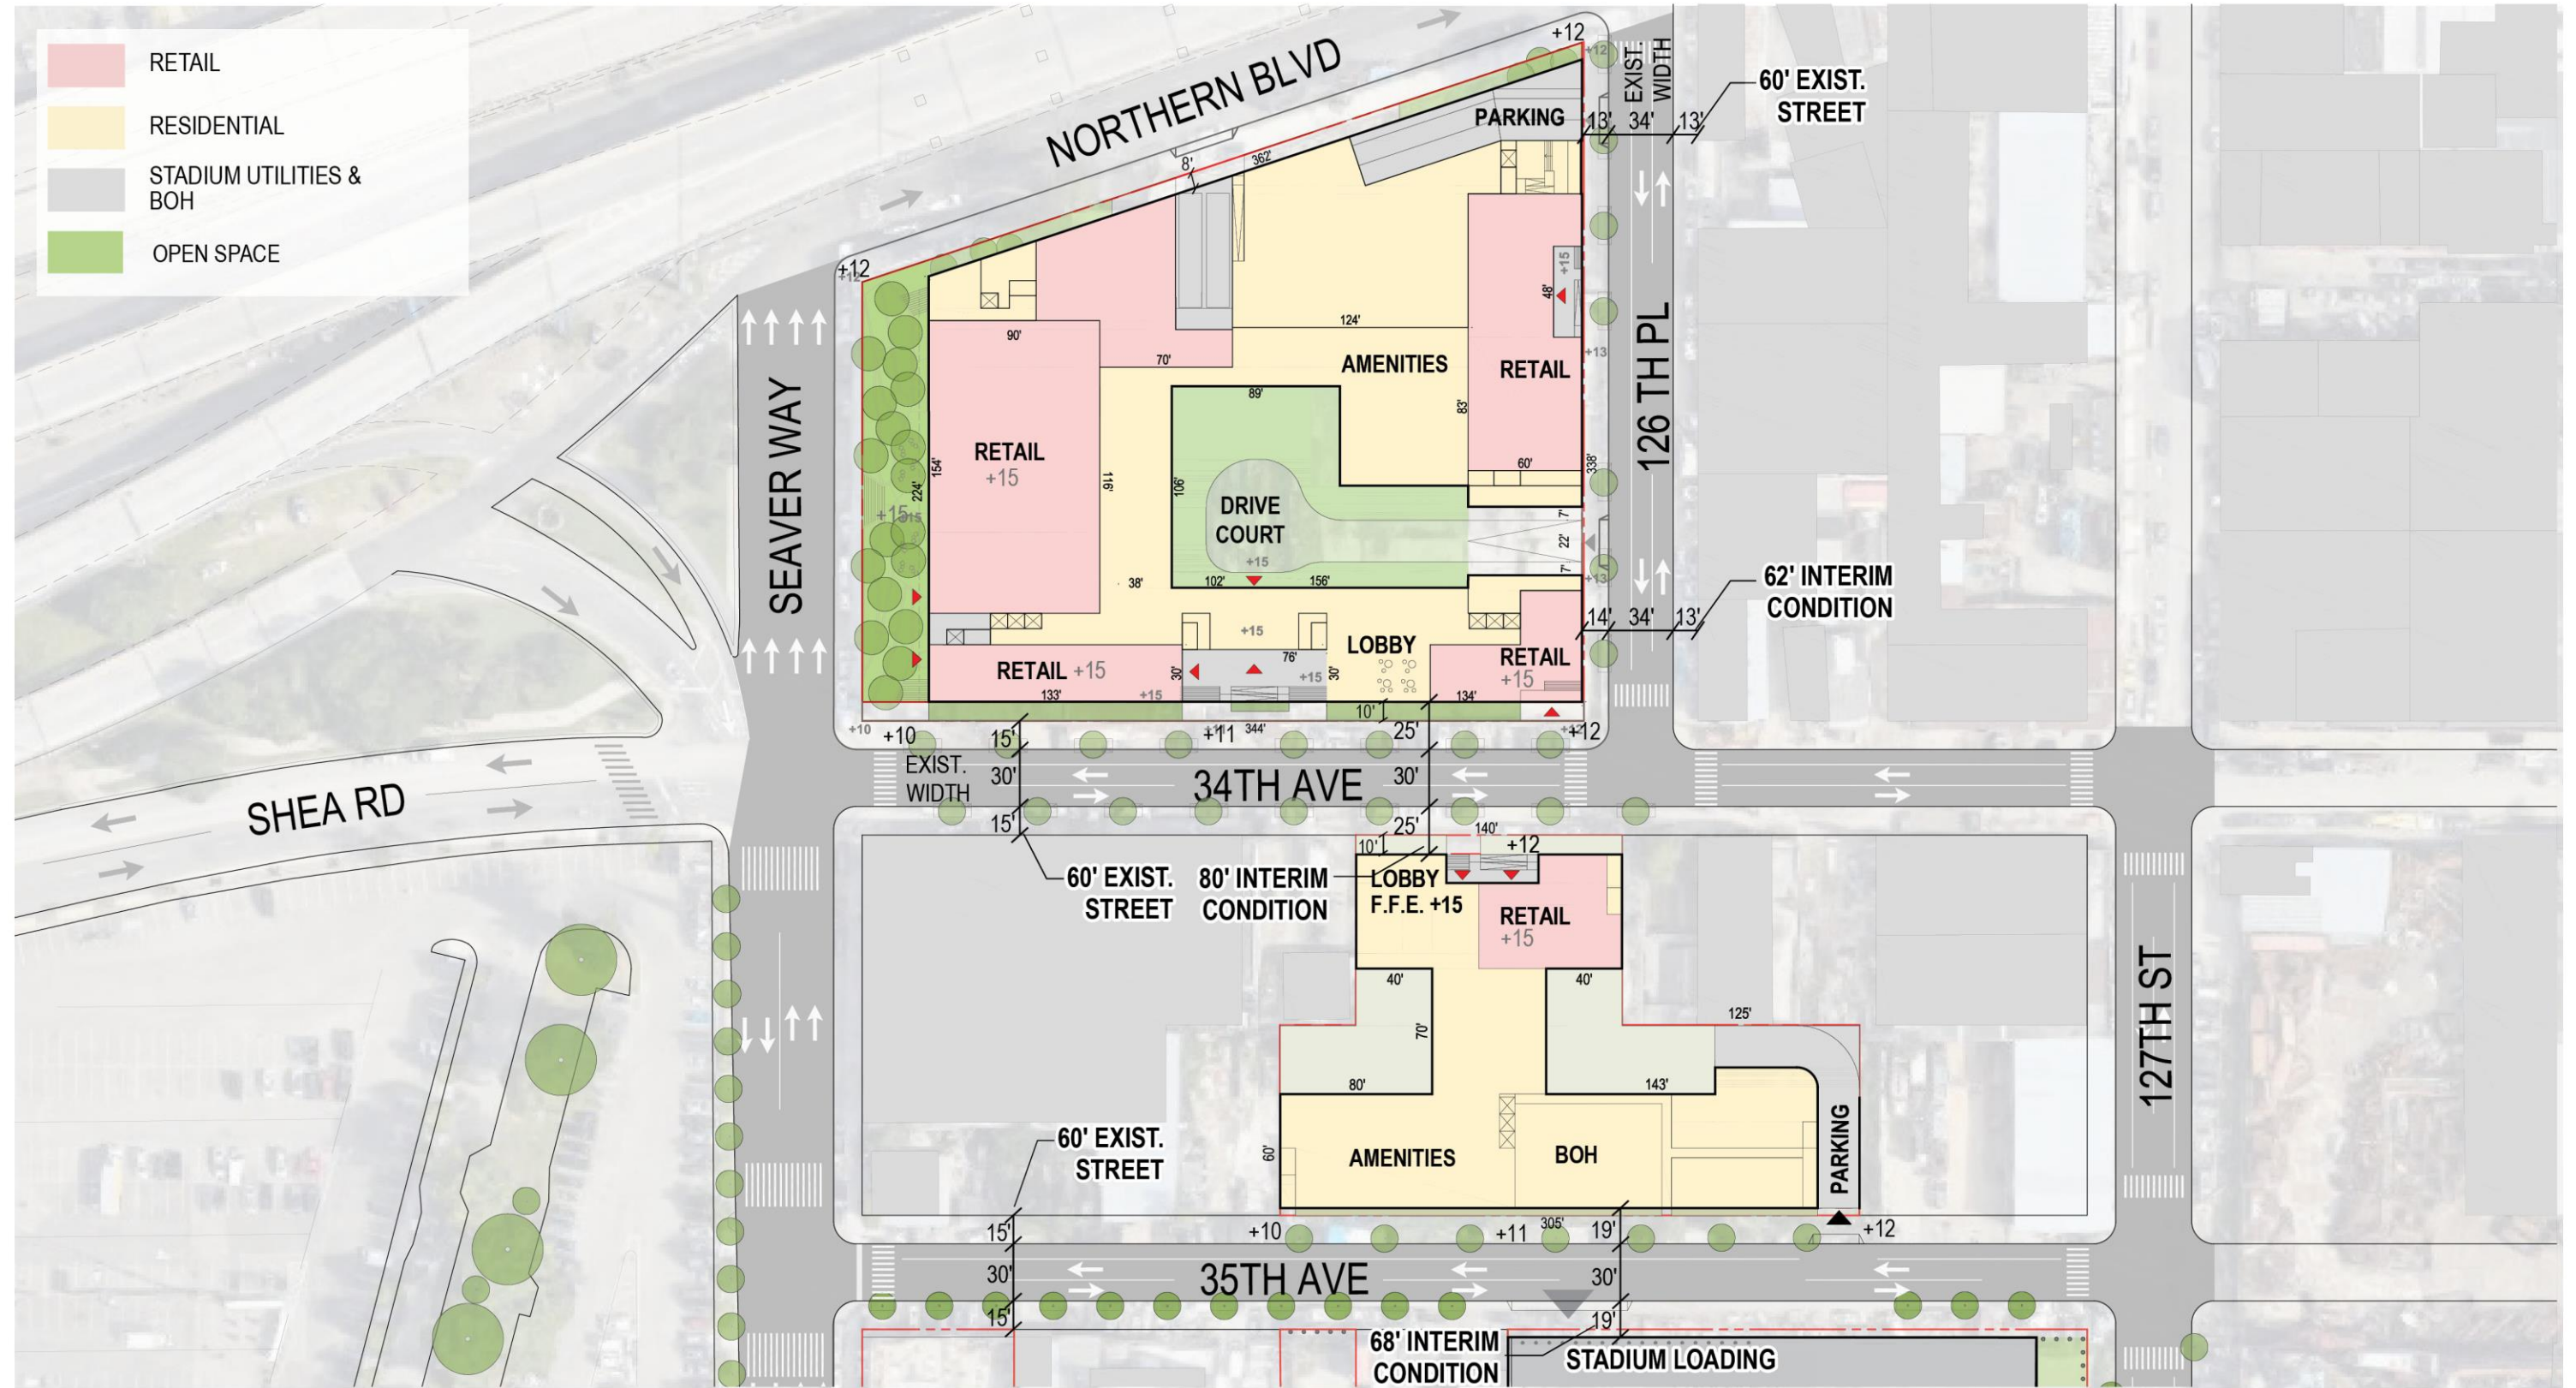 RETAIL
RESIDENTIAL
STADIUM UTILITIES &
BOH
OPEN SPACE
NORTHERN BLVD
+12
+12
EXIST.
WIDTH
60' EXIST.
STREET
PARKING
13'
34'
13'
8'
362'
+12
+12
+15
48'
90'
124'
70'
AMENITIES
RETAIL
+13
126 TH PL
SEAVER WAY
89'
83'
RETAIL
+15
154'
224'
116'
106'
60'
338'
+15
DRIVE
COURT
+15
7'
22'
7'
38'
102'
156'
+13
62' INTERIM
CONDITION
14'
34'
13'
+15
LOBBY
RETAIL +15
30'
76'
+15
30'
RETAIL
+15
133'
+15
134'
10'
+10
+10
15'
+11
344'
25'
+12
EXIST.
WIDTH
30'
34TH AVE
30'
SHEA RD
15'
25'
140'
10'
+12
60' EXIST.
STREET
80' INTERIM
CONDITION
LOBBY
F.F.E. +15
RETAIL
+15
40'
40'
70'
125'
127TH ST
80'
143'
60' EXIST.
STREET
60'
AMENITIES
BOH
PARKING
15'
+10
+11
305'
19'
+12
30'
35TH AVE
30'
15'
19'
68' INTERIM
CONDITION
STADIUM LOADING